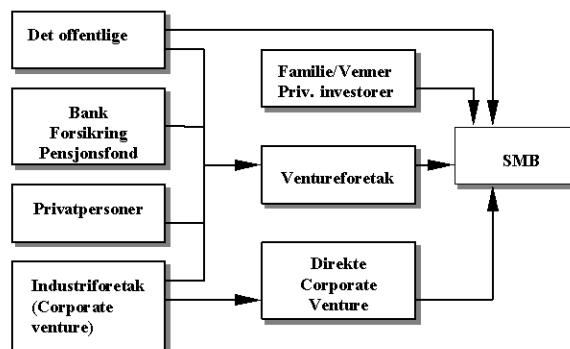 Det offentlige
Familie/Venner
Priv. investorer
Bank
Forsikring
Pensjonsfond
SMB
Ventureforetak
Privatpersoner
Industriforetak
(Corporate
venture)
Direkte
Corporate
Venture